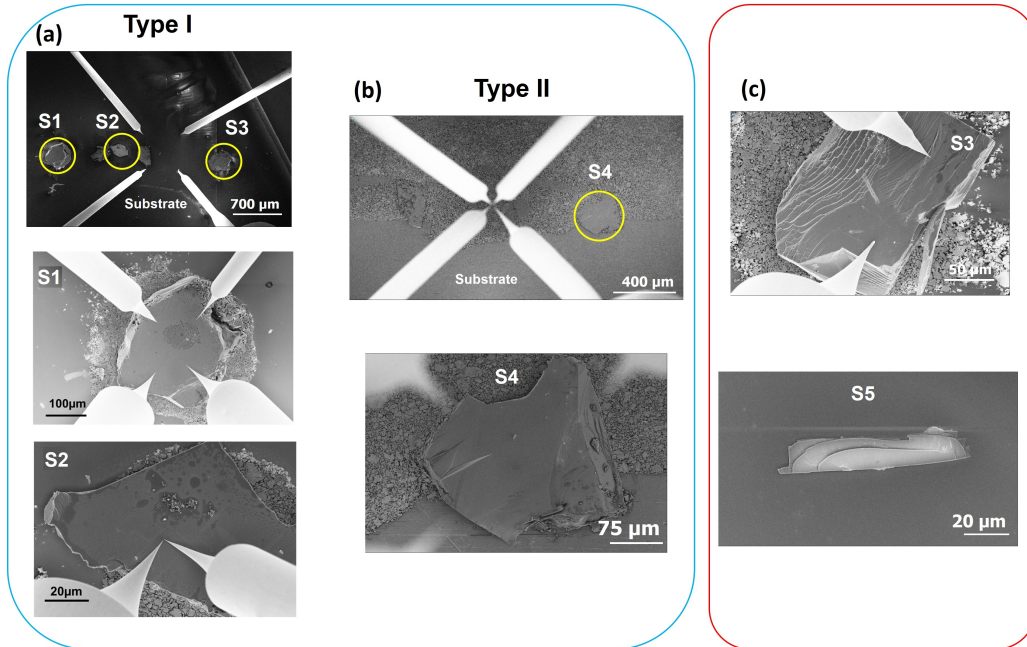 Type I
(a)
S1
S2
S3
Substrate
700 µm
S1
100µm
S2
20µm
Type II
(b)
S4
Substrate
400 µm
S4
75 µm
(c)
S3
50 µm
S5
20 µm